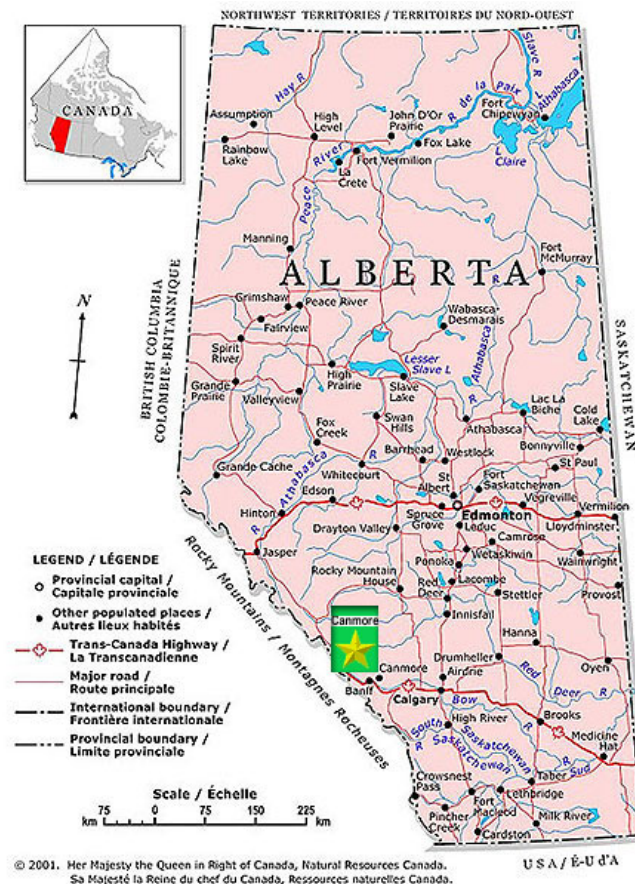 NORTHWEST TERRITORIES / TERRITOIRES DU NORD-OUEST
CANADA
Hay R
Slave R
R de la Paix
L Athabasca
Fort
Chipewyan
Assumption
High
Level
John D'Or
Prairie
Rainbow
Lake
Fox Lake
L
Claire
River
Fort Vermilion
La
Crete
Peace
Manning
ALBERTA
Fort
McMurray
BRITISH COLUMBIA
COLOMBIE-BRITANNIQUE
SASKATCHEWAN
N
Grimshaw
Peace River
Fairview
Wabasca-
Desmarais
Athabasca R
Spirit
River
Lesser
Slave L
High
Prairie
Slave
Lake
Grande
Prairie
Valleyview
Lac La
Biche
Cold
Lake
Swan
Hills
R
Athabasca
Fox
Creek
Bonnyville
Barrhead
Westlock
St Paul
Grande Cache
Athabasca R
Whitecourt
St
Albert
Fort
Saskatchewan
Edson
Vegreville
Hinton
Spruce
Grove
Edmonton
Vermilion
R
Drayton Valley
Leduc
Lloydminster
Jasper
Camrose
Ponoka
Wetaskiwin
Wainwright
Rocky Mountain
House
Red
Deer
Lacombe
Stettler
Provost
Innisfail
Rocky Mountains / Montagnes Rocheuses
Canmore
Hanna
Drumheller
Oyen
Canmore
Airdrie
Red
Deer R
Banff
Calgary
Bow
R
High River
Brooks
South
Saskatchewan
R
Saskatchewan
Sud
R
Medicine
Hat
Taber
Crowsnest
Pass
Lethbridge
Fort
Macleod
Pincher
Creek
Milk River
Cardston
USA / É-U d'A
LEGEND / LÉGENDE
Provincial capital /
Capitale provinciale
Other populated places /
Autres lieux habités
Trans-Canada Highway /
La Transcanadienne
Major road /
Route principale
International boundary /
Frontière internationale
Provincial boundary /
Limite provinciale
Scale / Échelle
75 0 75 150 225
km km
© 2001. Her Majesty the Queen in Right of Canada, Natural Resources Canada.
Sa Majesté la Reine du chef du Canada, Ressources naturelles Canada.